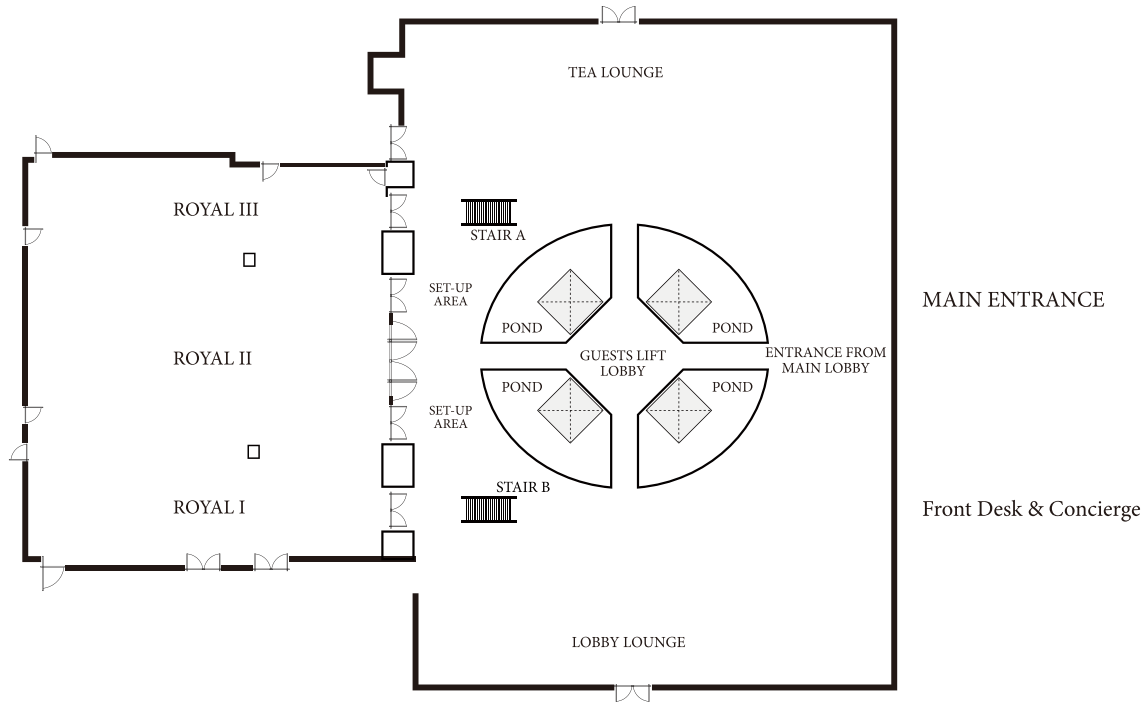 TEA LOUNGE
ROYAL III
STAIR A
SET-UP
AREA
MAIN ENTRANCE
POND
POND
ROYAL II
GUESTS LIFT
LOBBY
ENTRANCE FROM
MAIN LOBBY
POND
POND
SET-UP
AREA
STAIR B
ROYAL I
Front Desk & Concierge
LOBBY LOUNGE